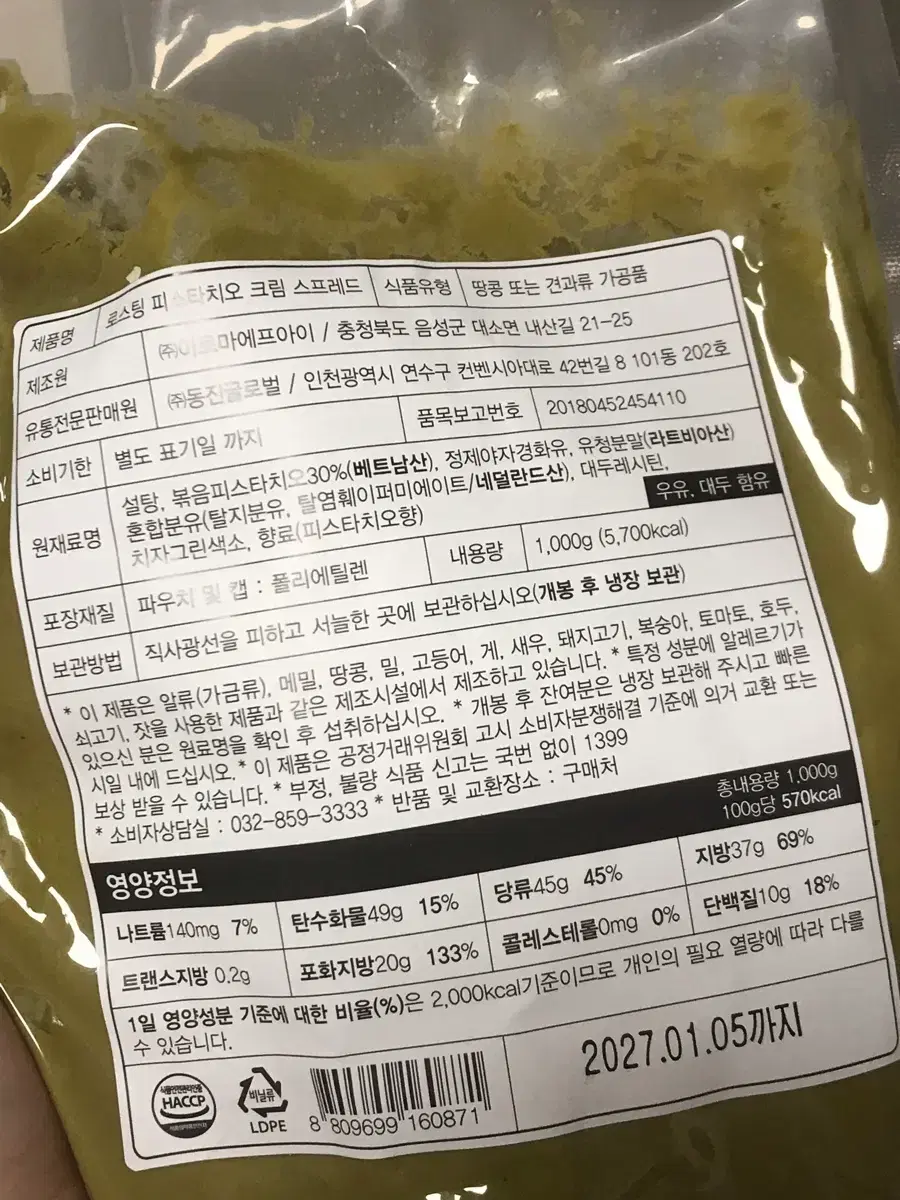 제품명 로스팅 피스타치오 크림 스프레드 식품유형 땅콩 또는 견과류 가공품
제조원 ㈜아로마에프아이 / 충청북도 음성군 대소면 내산길 21-25
유통전문판매원 ㈜동진글로벌 / 인천광역시 연수구 컨벤시아대로 42번길 8 101동 202호
소비기한 별도 표기일 까지 품목보고번호 20180452454110
원재료명 설탕, 볶음피스타치오30%(베트남산), 정제야자경화유, 유청분말(라트비아산)
혼합분유(탈지분유, 탈염훼이퍼미에이트/네덜란드산), 대두레시틴,
치자그린색소, 향료(피스타치오향)
우유, 대두 함유
포장재질 파우치 및 캡 : 폴리에틸렌 내용량 1,000g (5,700kcal)
보관방법 직사광선을 피하고 서늘한 곳에 보관하십시오(개봉 후 냉장 보관)
* 이 제품은 알류(가금류), 메밀, 땅콩, 밀, 고등어, 게, 새우, 돼지고기, 복숭아, 토마토, 호두,
쇠고기, 잣을 사용한 제품과 같은 제조시설에서 제조하고 있습니다. * 특정 성분에 알레르기가
있으신 분은 원료명을 확인 후 섭취하십시오. * 개봉 후 잔여분은 냉장 보관해 주시고 빠른
시일 내에 드십시오. * 이 제품은 공정거래위원회 고시 소비자분쟁해결 기준에 의거 교환 또는
보상 받을 수 있습니다. * 부정, 불량 식품 신고는 국번 없이 1399
* 소비자상담실 : 032-859-3333 * 반품 및 교환장소 : 구매처
영양정보 총내용량 1,000g
100g당 570kcal
나트륨140mg 7% 탄수화물49g 15% 당류45g 45% 지방37g 69%
트랜스지방 0.2g 포화지방20g 133% 콜레스테롤0mg 0% 단백질10g 18%
1일 영양성분 기준에 대한 비율(%)은 2,000kcal기준이므로 개인의 필요 열량에 따라 다를
수 있습니다.
2027.01.05까지
HACCP
비닐류
LDPE
8 809699 160871